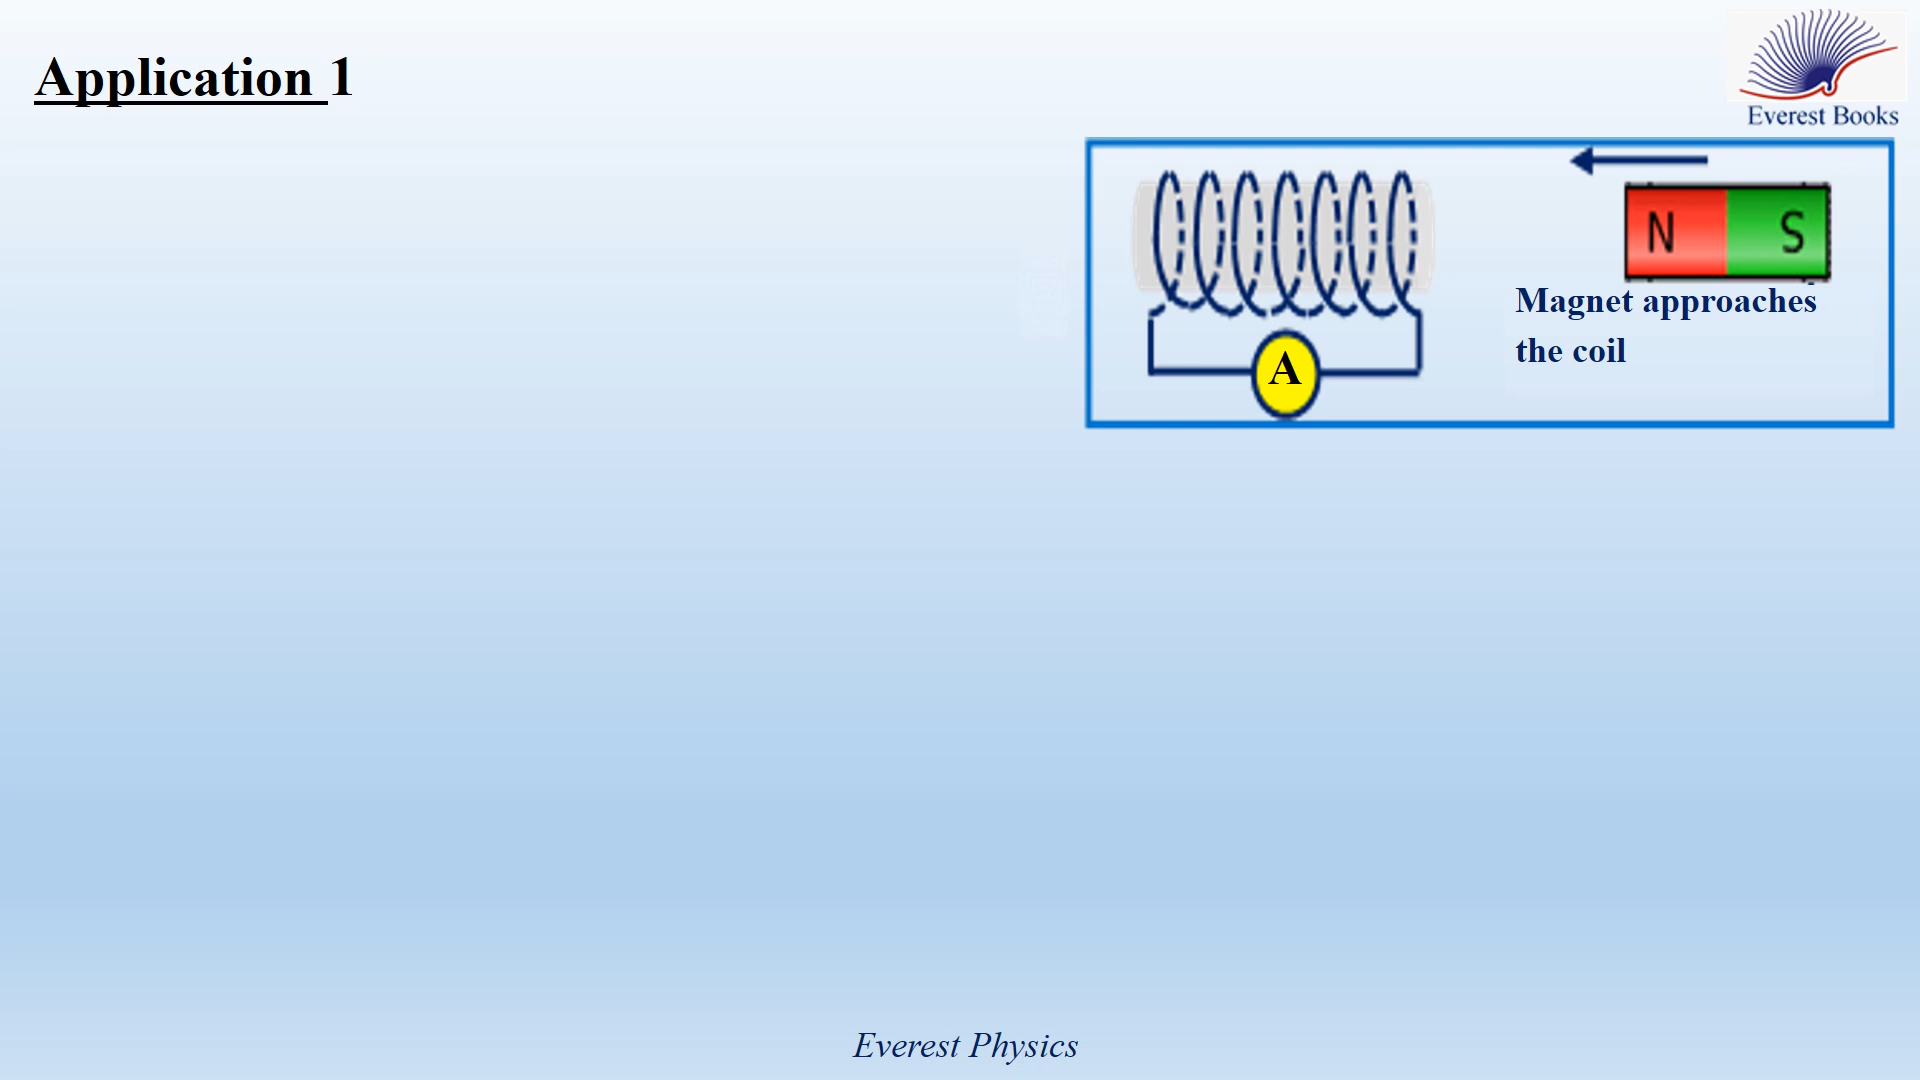 Application 1
Everest Books
N S
Magnet approaches
the coil
A
Everest Physics